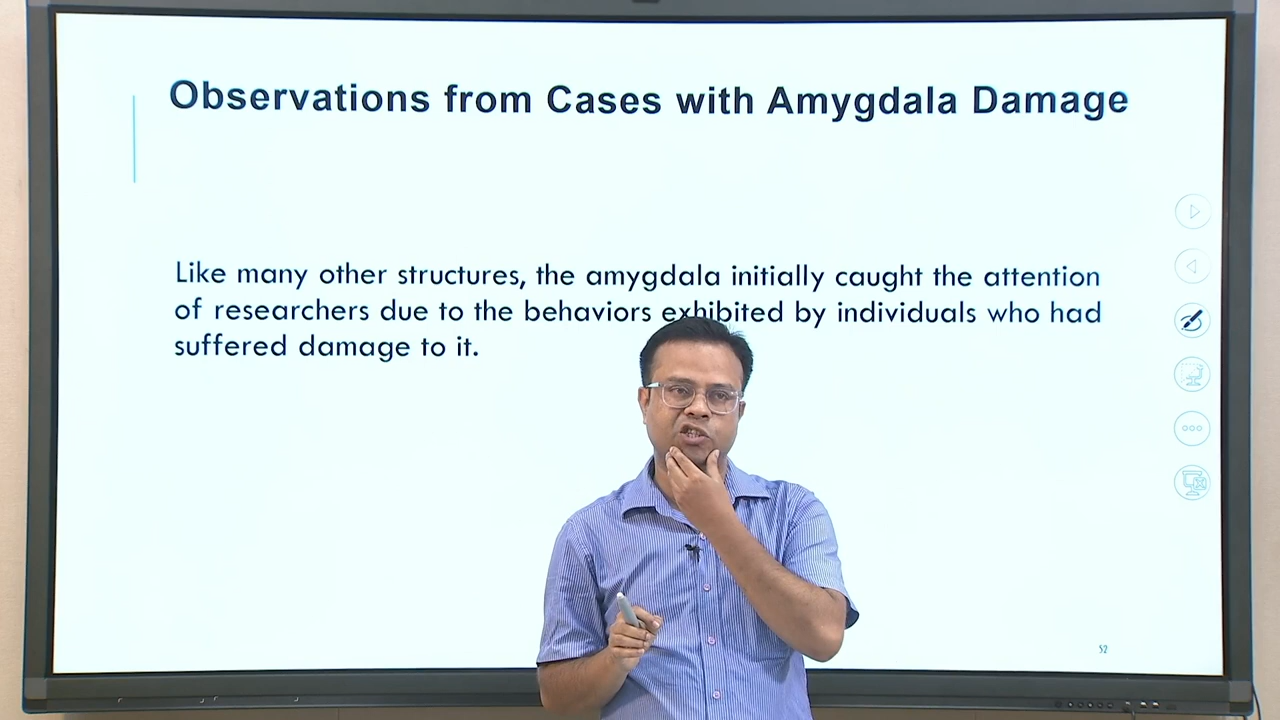 Observations from Cases with Amygdala Damage
Like many other structures, the amygdala initially caught the attention
of researchers due to the behaviors exhibited by individuals who had
suffered damage to it.
52